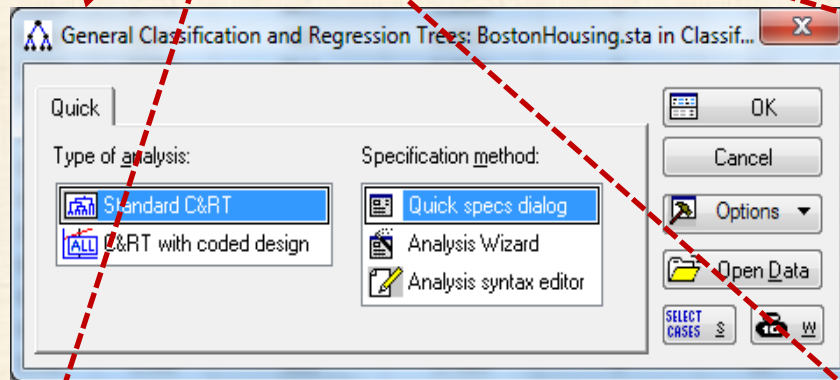 General Classification and Regression Trees: BostonHousing.sta in Classif...
Quick
Type of analysis:
Standard C&RT
ALL C&RT with coded design
Specification method:
Quick specs dialog
Analysis Wizard
Analysis syntax editor
OK
Cancel
Options
Open Data
SELECT CASES S
W